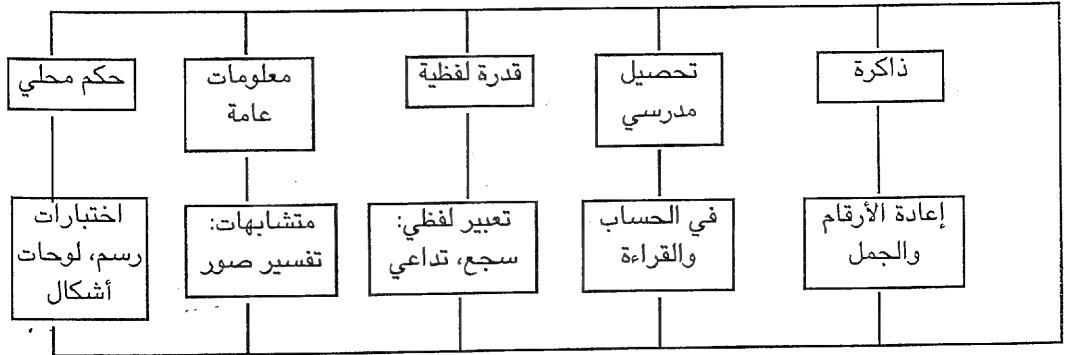 ذاكرة
تحصيل
مدرسي
قدرة لفظية
معلومات
عامة
حكم محلي
إعادة الأرقام
والجمل
في الحساب
والقراءة
تعبير لفظي:
سجع، تداعي
متشابهات:
تفسير صور
اختبارات
رسم، لوحات
أشكال